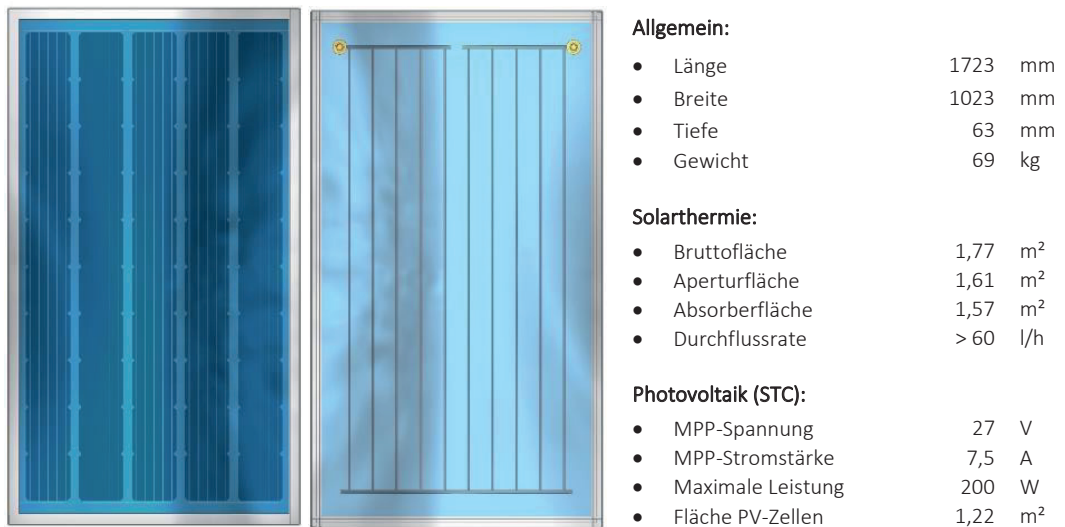 Allgemein:
• Länge 1723 mm
• Breite 1023 mm
• Tiefe 63 mm
• Gewicht 69 kg
Solarthermie:
• Bruttofläche 1,77 m²
• Aperturfläche 1,61 m²
• Absorberfläche 1,57 m²
• Durchflussrate > 60 l/h
Photovoltaik (STC):
• MPP-Spannung 27 V
• MPP-Stromstärke 7,5 A
• Maximale Leistung 200 W
• Fläche PV-Zellen 1,22 m²